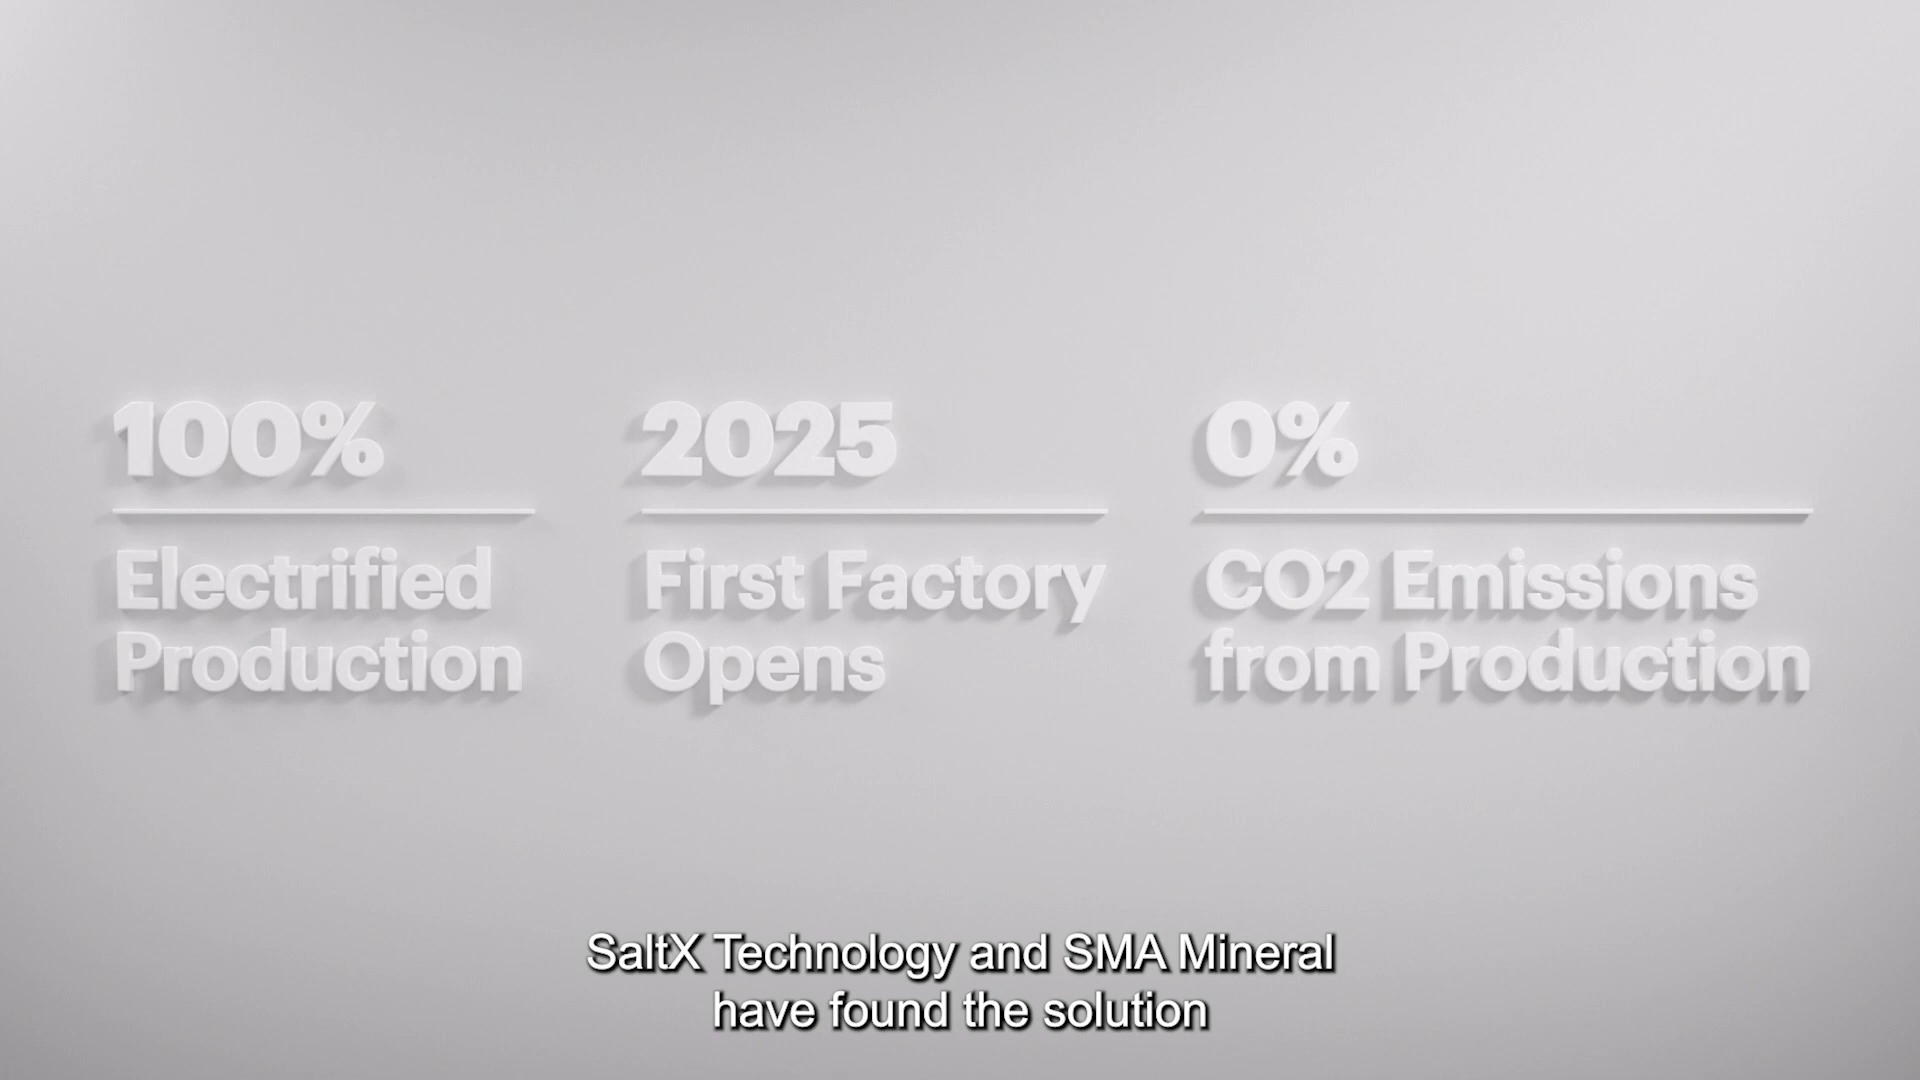 100%
Electrified
Production
2025
First Factory
Opens
0%
CO2 Emissions
from Production
SaltX Technology and SMA Mineral
have found the solution